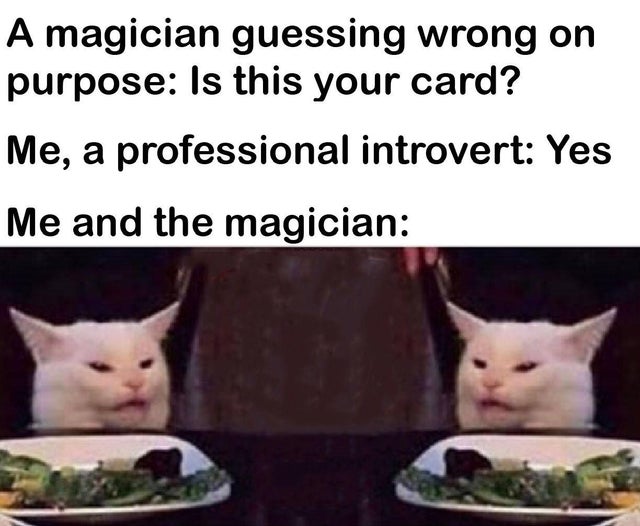 A magician guessing wrong on
purpose: Is this your card?
Me, a professional introvert: Yes
Me and the magician: